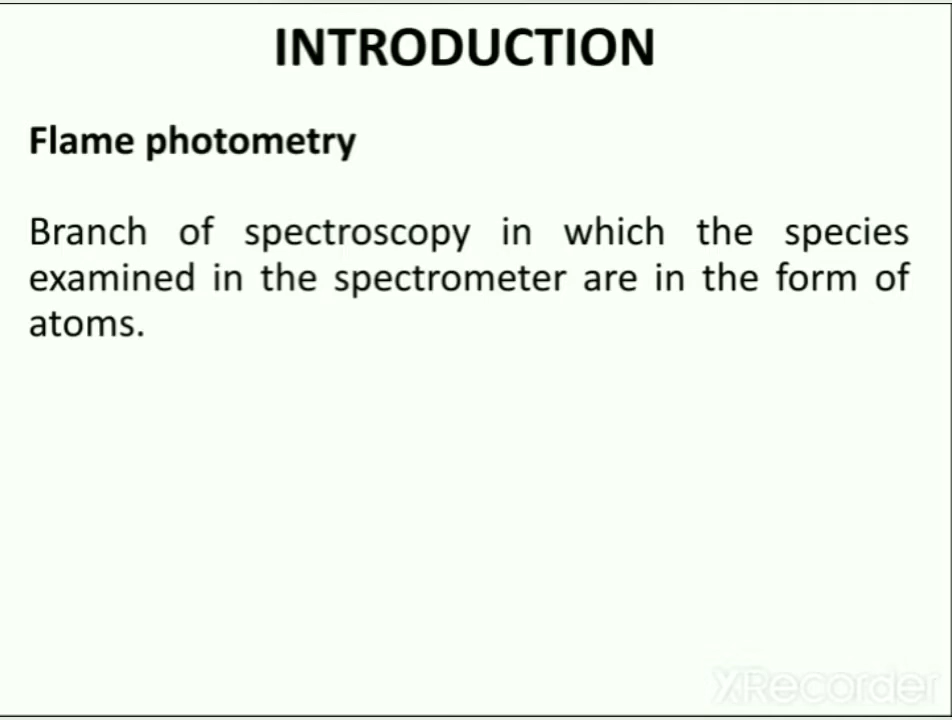 INTRODUCTION
Flame photometry
Branch of spectroscopy in which the species
examined in the spectrometer are in the form of
atoms.
XRecorder